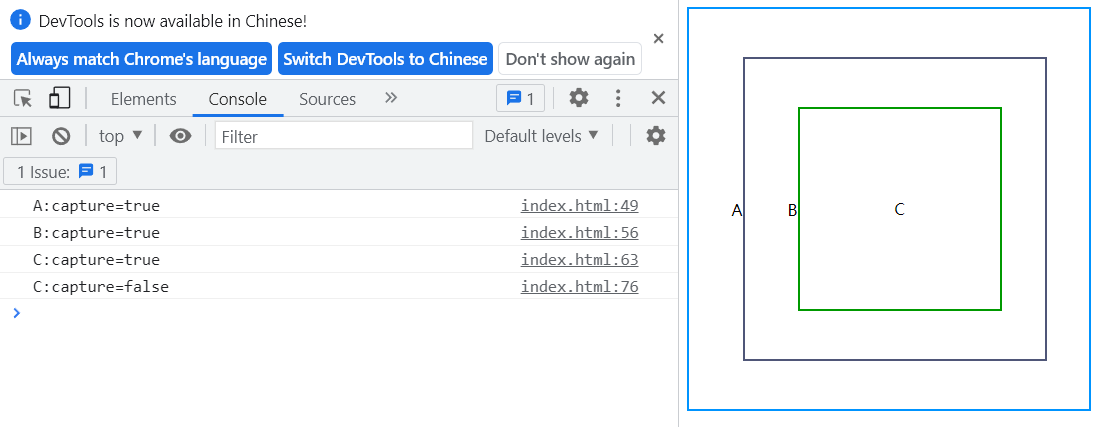 DevTools is now available in Chinese!
Always match Chrome's language Switch DevTools to Chinese Don't show again
Elements Console Sources 1
top Filter Default levels
1 Issue: 1
A:capture=true index.html:49
B:capture=true index.html:56
C:capture=true index.html:63
C:capture=false index.html:76
A B C